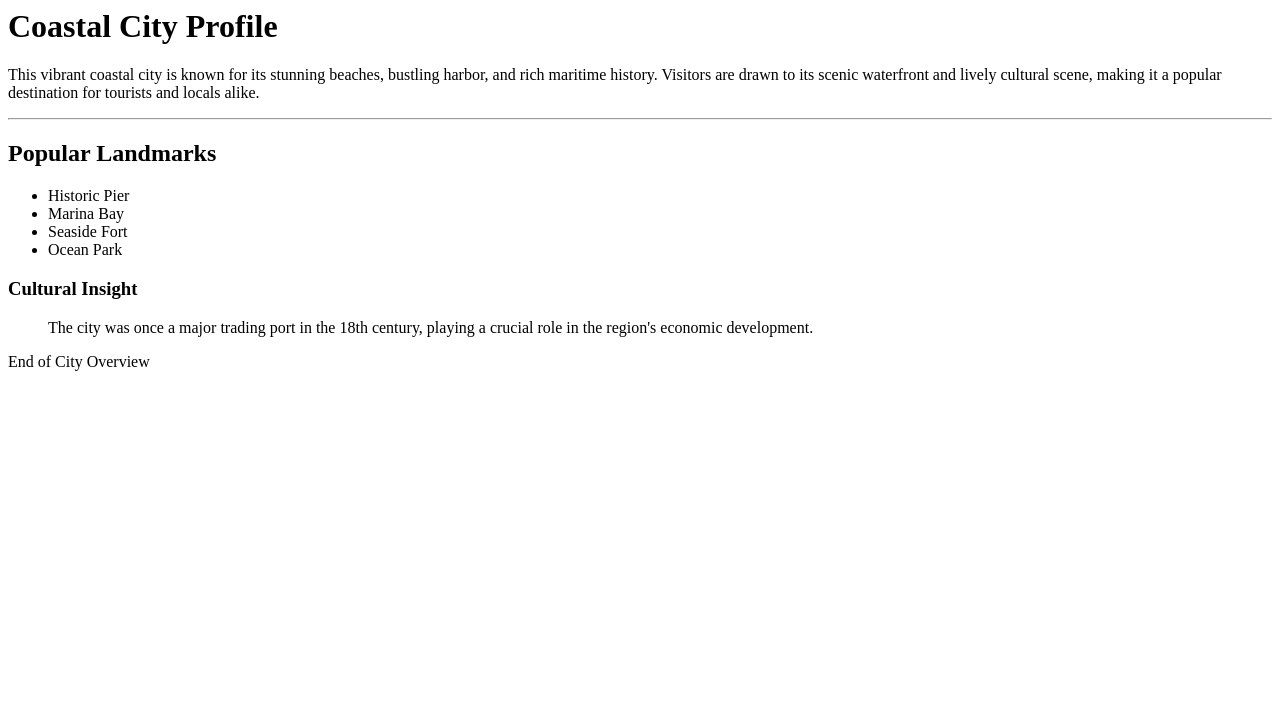 Coastal City Profile
This vibrant coastal city is known for its stunning beaches, bustling harbor, and rich maritime history. Visitors are drawn to its scenic waterfront and lively cultural scene, making it a popular
destination for tourists and locals alike.
Popular Landmarks
Historic Pier
Marina Bay
Seaside Fort
Ocean Park
Cultural Insight
The city was once a major trading port in the 18th century, playing a crucial role in the region's economic development.
End of City Overview